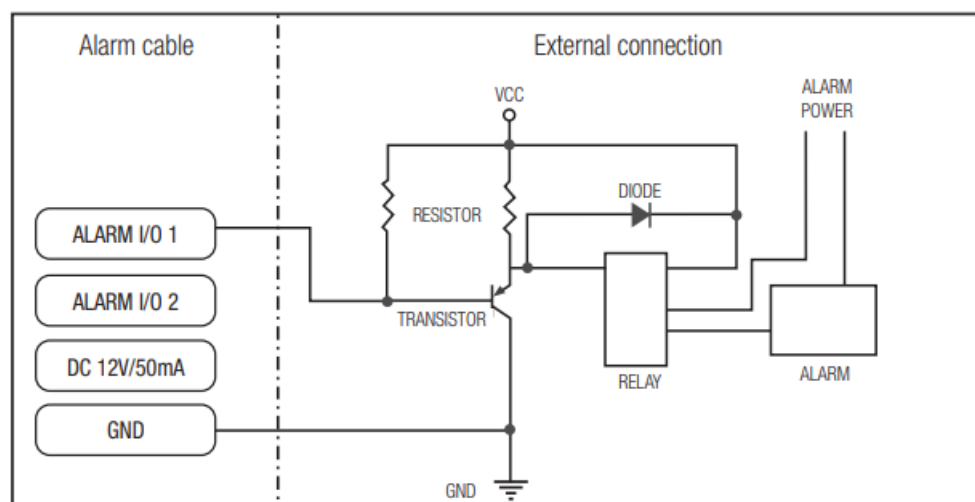 Alarm cable
External connection
VCC
ALARM
POWER
DIODE
RESISTOR
ALARM I/O 1
ALARM I/O 2
TRANSISTOR
DC 12V/50mA
RELAY
ALARM
GND
GND